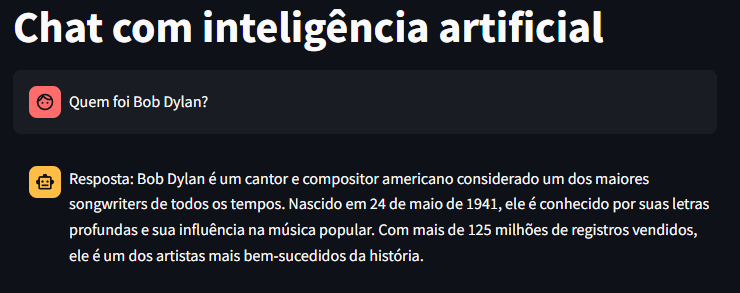 Chat com inteligência artificial
Quem foi Bob Dylan?
Resposta: Bob Dylan é um cantor e compositor americano considerado um dos maiores
songwriters de todos os tempos. Nascido em 24 de maio de 1941, ele é conhecido por suas letras
profundas e sua influência na música popular. Com mais de 125 milhões de registros vendidos,
ele é um dos artistas mais bem-sucedidos da história.